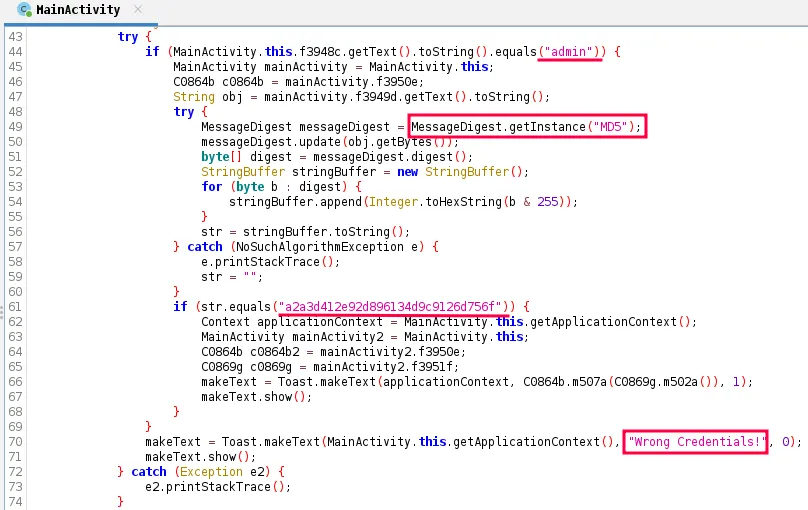 MainActivity
43 try {
44 if (MainActivity.this.f3948c.getText().toString().equals("admin")) {
45 MainActivity mainActivity = MainActivity.this;
46 C0864b c0864b = mainActivity.f3950e;
47 String obj = mainActivity.f3949d.getText().toString();
48 try {
49 MessageDigest messageDigest = MessageDigest.getInstance("MD5");
50 messageDigest.update(obj.getBytes());
51 byte[] digest = messageDigest.digest();
52 StringBuffer stringBuffer = new StringBuffer();
53 for (byte b : digest) {
54 stringBuffer.append(Integer.toHexString(b & 255));
55 }
56 str = stringBuffer.toString();
57 } catch (NoSuchAlgorithmException e) {
58 e.printStackTrace();
59 str = "";
60 }
61 if (str.equals("a2a3d412e92d896134d9c9126d756f")) {
62 Context applicationContext = MainActivity.this.getApplicationContext();
63 MainActivity mainActivity2 = MainActivity.this;
64 C0864b c0864b2 = mainActivity2.f3950e;
65 C0869g c0869g = mainActivity2.f3951f;
66 makeText = Toast.makeText(applicationContext, C0864b.m507a(C0869g.m502a()), 1);
67 makeText.show();
68 }
69 }
70 makeText = Toast.makeText(MainActivity.this.getApplicationContext(), "Wrong Credentials!", 0);
71 makeText.show();
72 } catch (Exception e2) {
73 e2.printStackTrace();
74 }